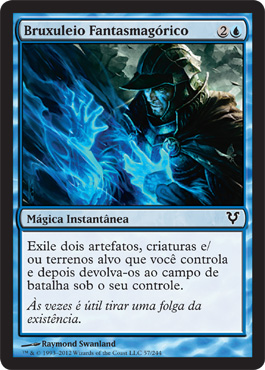 Bruxuleio Fantasmagórico 2
Mágica Instantânea
Exile dois artefatos, criaturas e/
ou terrenos alvo que você controla
e depois devolva-os ao campo de
batalha sob o seu controle.
Às vezes é útil tirar uma folga da
existência.
Raymond Swanland
™ & © 1993–2012 Wizards of the Coast LLC 57/244